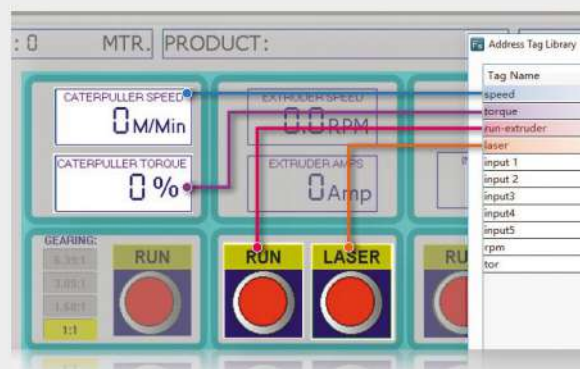 : 0 MTR. PRODUCT:
Address Tag Library
Tag Name
speed
torque
run-extruder
laser
input 1
input 2
input3
input4
input5
rpm
tor
CATERPULLER SPEED
0 M/Min
CATERPULLER TORQUE
0 %
EXTRUDER SPEED
0.0 RPM
EXTRUDER AMPS
0 Amp
GEARING:
1:1
RUN
RUN
LASER
RU